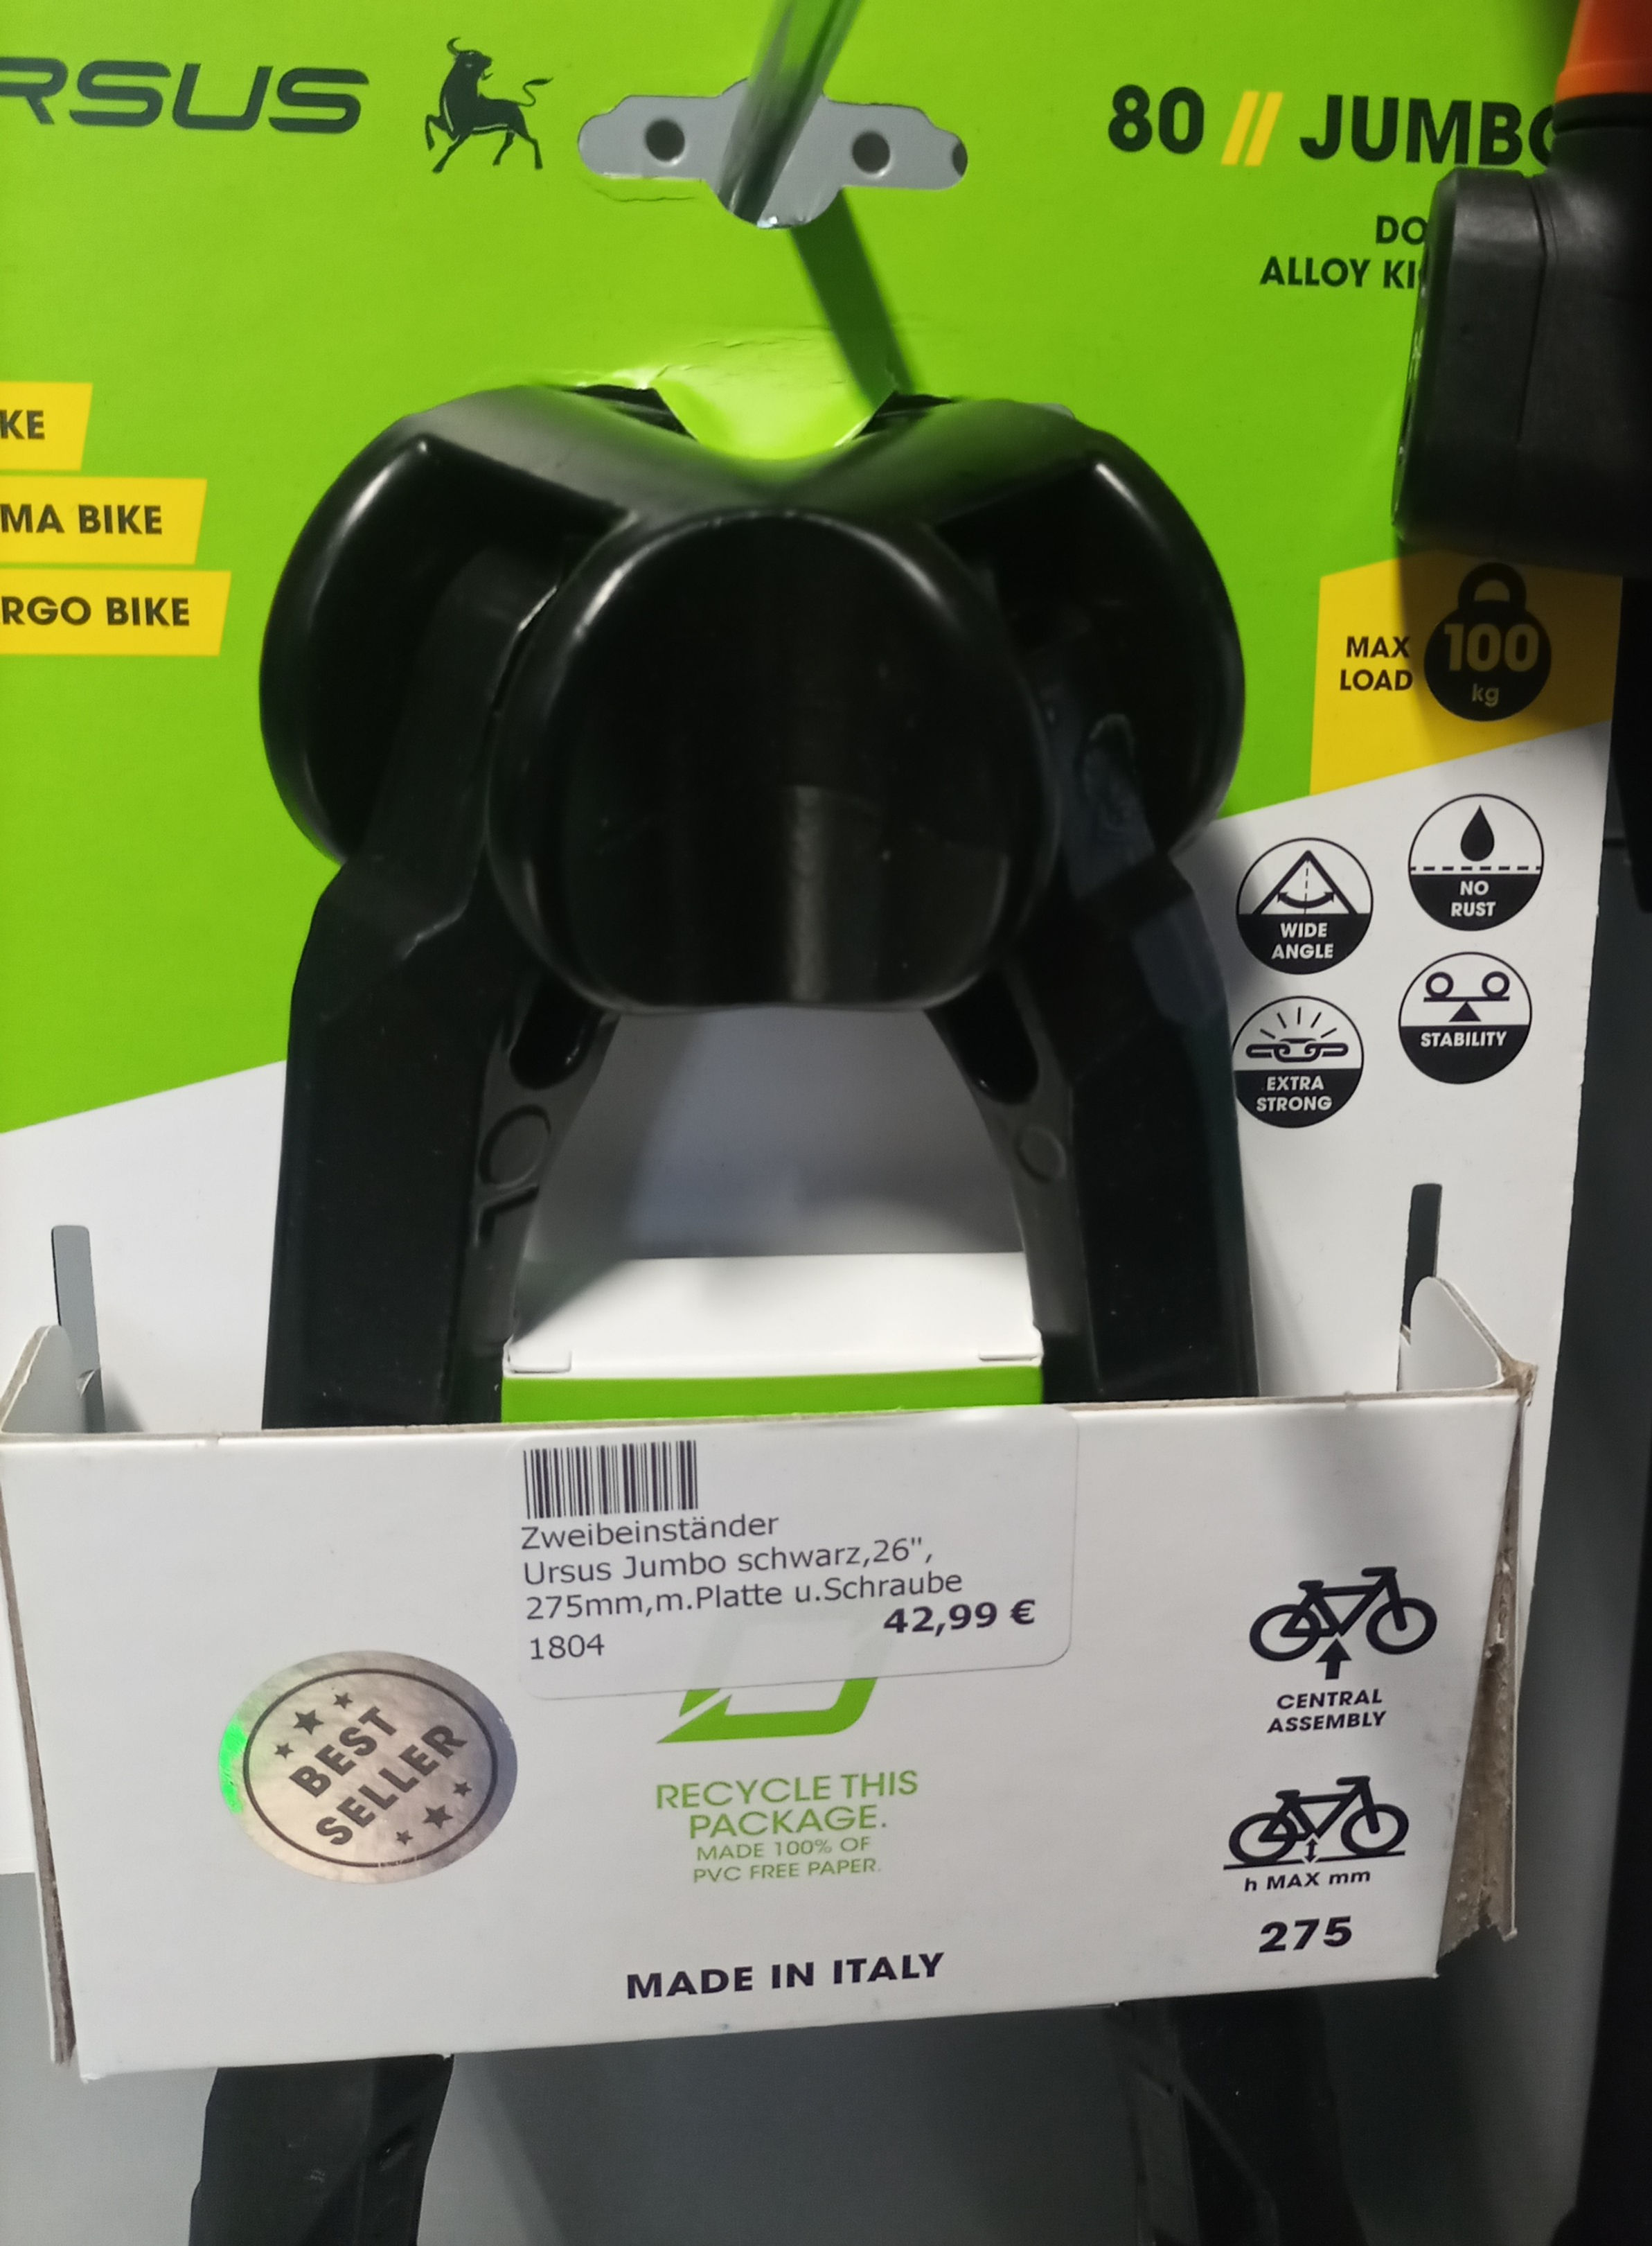 RSUS
80 // JUMBO
ALLOY
KE
MA BIKE
RGO BIKE
MAX
LOAD
100
kg
WIDE
ANGLE
NO
RUST
EXTRA
STRONG
STABILITY
Zweibeinständer
Ursus Jumbo schwarz,26",
275mm,m.Platte u.Schraube
42,99 €
1804
BEST
SELLER
RECYCLE THIS
PACKAGE.
MADE 100% OF
PVC FREE PAPER.
MADE IN ITALY
CENTRAL
ASSEMBLY
h MAX mm
275